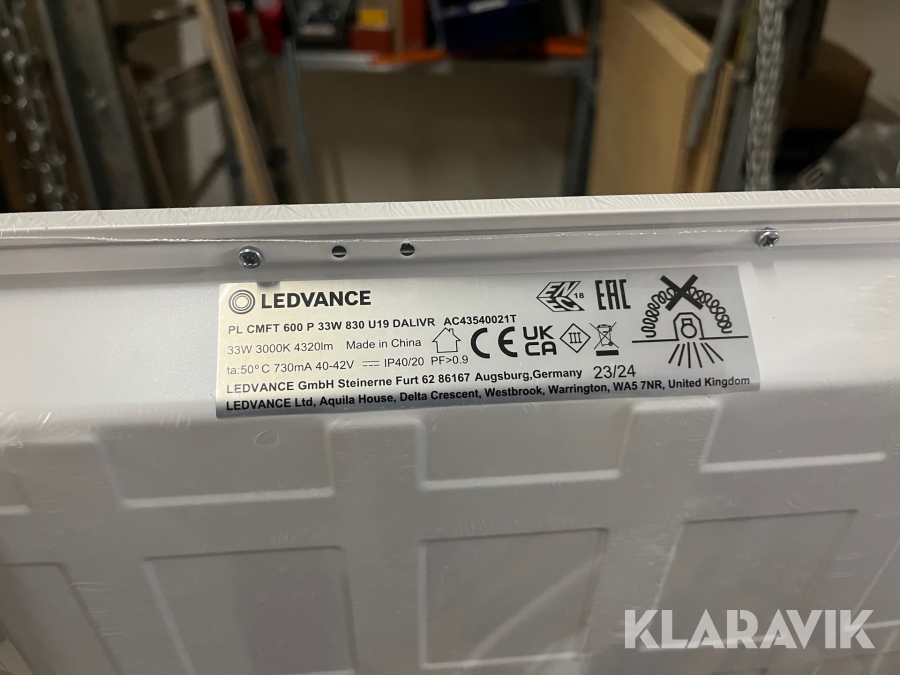 LEDVANCE
PL CMFT 600 P 33W 830 U19 DALIVR AC43540021T
33W 3000K 4320lm Made in China
ta:50°C 730mA 40-42V ⎓ IP40/20 PF>0.9
18 EAC
CE UK CA III
23/24
LEDVANCE GmbH Steinerne Furt 62 86167 Augsburg,Germany
LEDVANCE Ltd, Aquila House, Delta Crescent, Westbrook, Warrington, WA5 7NR, United Kingdom
KLARAVIK